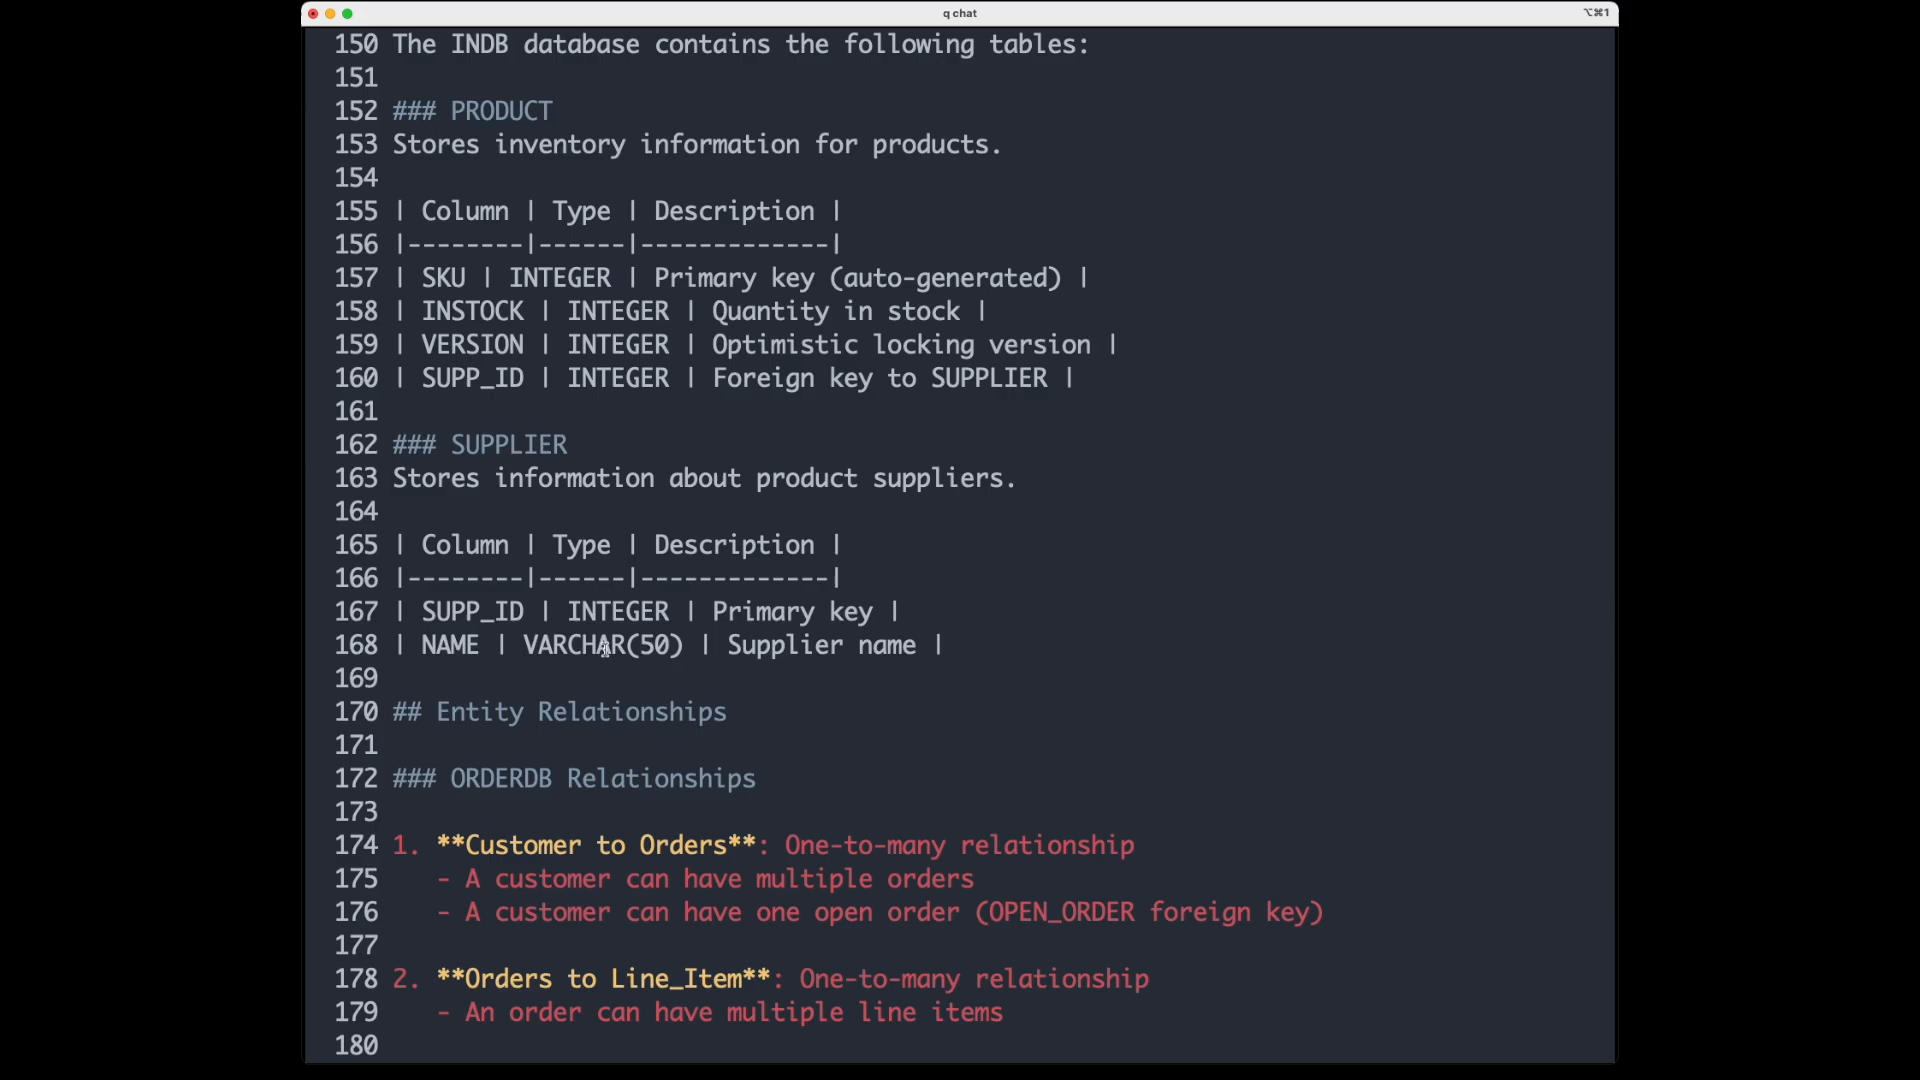 q chat
⌥⌘1
150 The INDB database contains the following tables:
151
152 ### PRODUCT
153 Stores inventory information for products.
154
155 | Column | Type | Description |
156 |--------|------|-------------|
157 | SKU | INTEGER | Primary key (auto-generated) |
158 | INSTOCK | INTEGER | Quantity in stock |
159 | VERSION | INTEGER | Optimistic locking version |
160 | SUPP_ID | INTEGER | Foreign key to SUPPLIER |
161
162 ### SUPPLIER
163 Stores information about product suppliers.
164
165 | Column | Type | Description |
166 |--------|------|-------------|
167 | SUPP_ID | INTEGER | Primary key |
168 | NAME | VARCHAR(50) | Supplier name |
169
170 ## Entity Relationships
171
172 ### ORDERDB Relationships
173
174 1. **Customer to Orders**: One-to-many relationship
175    - A customer can have multiple orders
176    - A customer can have one open order (OPEN_ORDER foreign key)
177
178 2. **Orders to Line_Item**: One-to-many relationship
179    - An order can have multiple line items
180